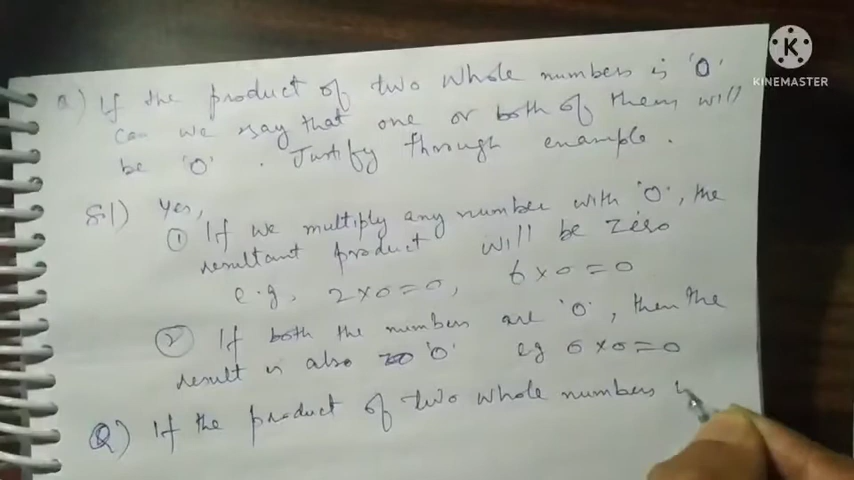 K
KINEMASTER
Q) If the product of two whole numbers is '0'
Can we say that one or both of them will
be '0' . Justify through example.
Sol) Yes,
① If we multiply any number with '0', the
resultant product will be zero
e.g, 2×0=0, 6×0=0
② If both the numbers are '0', then the
result is also '0' eg 0×0=0
Q) If the product of two whole numbers